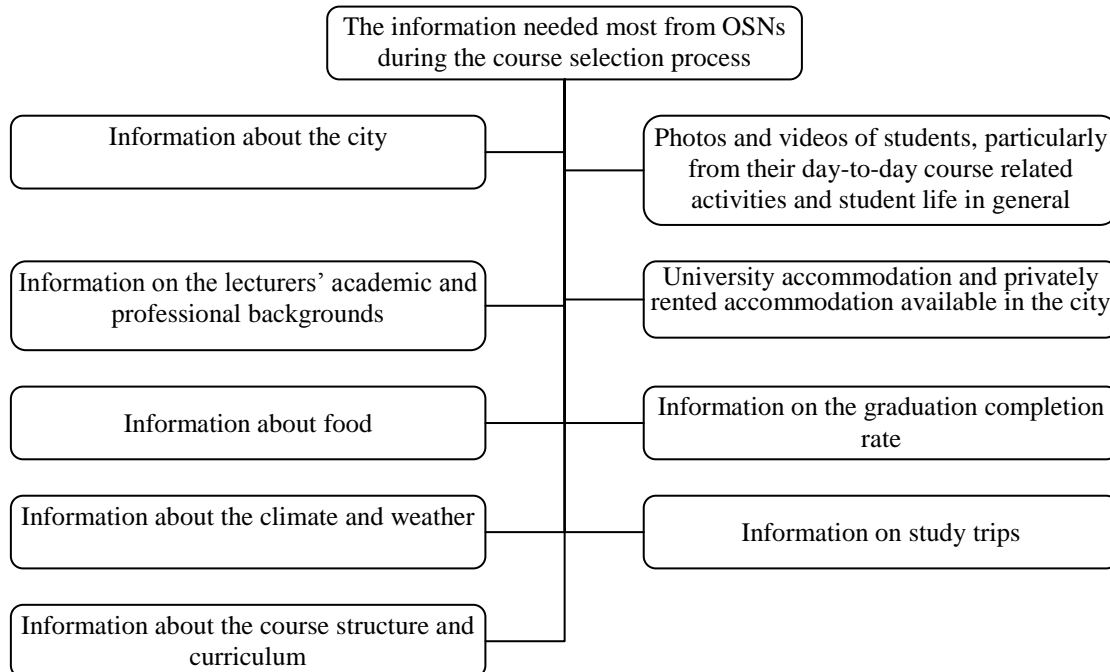 The information needed most from OSNs
during the course selection process
Information about the city
Photos and videos of students, particularly
from their day-to-day course related
activities and student life in general
Information on the lecturers’ academic and
professional backgrounds
University accommodation and privately
rented accommodation available in the city
Information about food
Information on the graduation completion
rate
Information about the climate and weather
Information on study trips
Information about the course structure and
curriculum